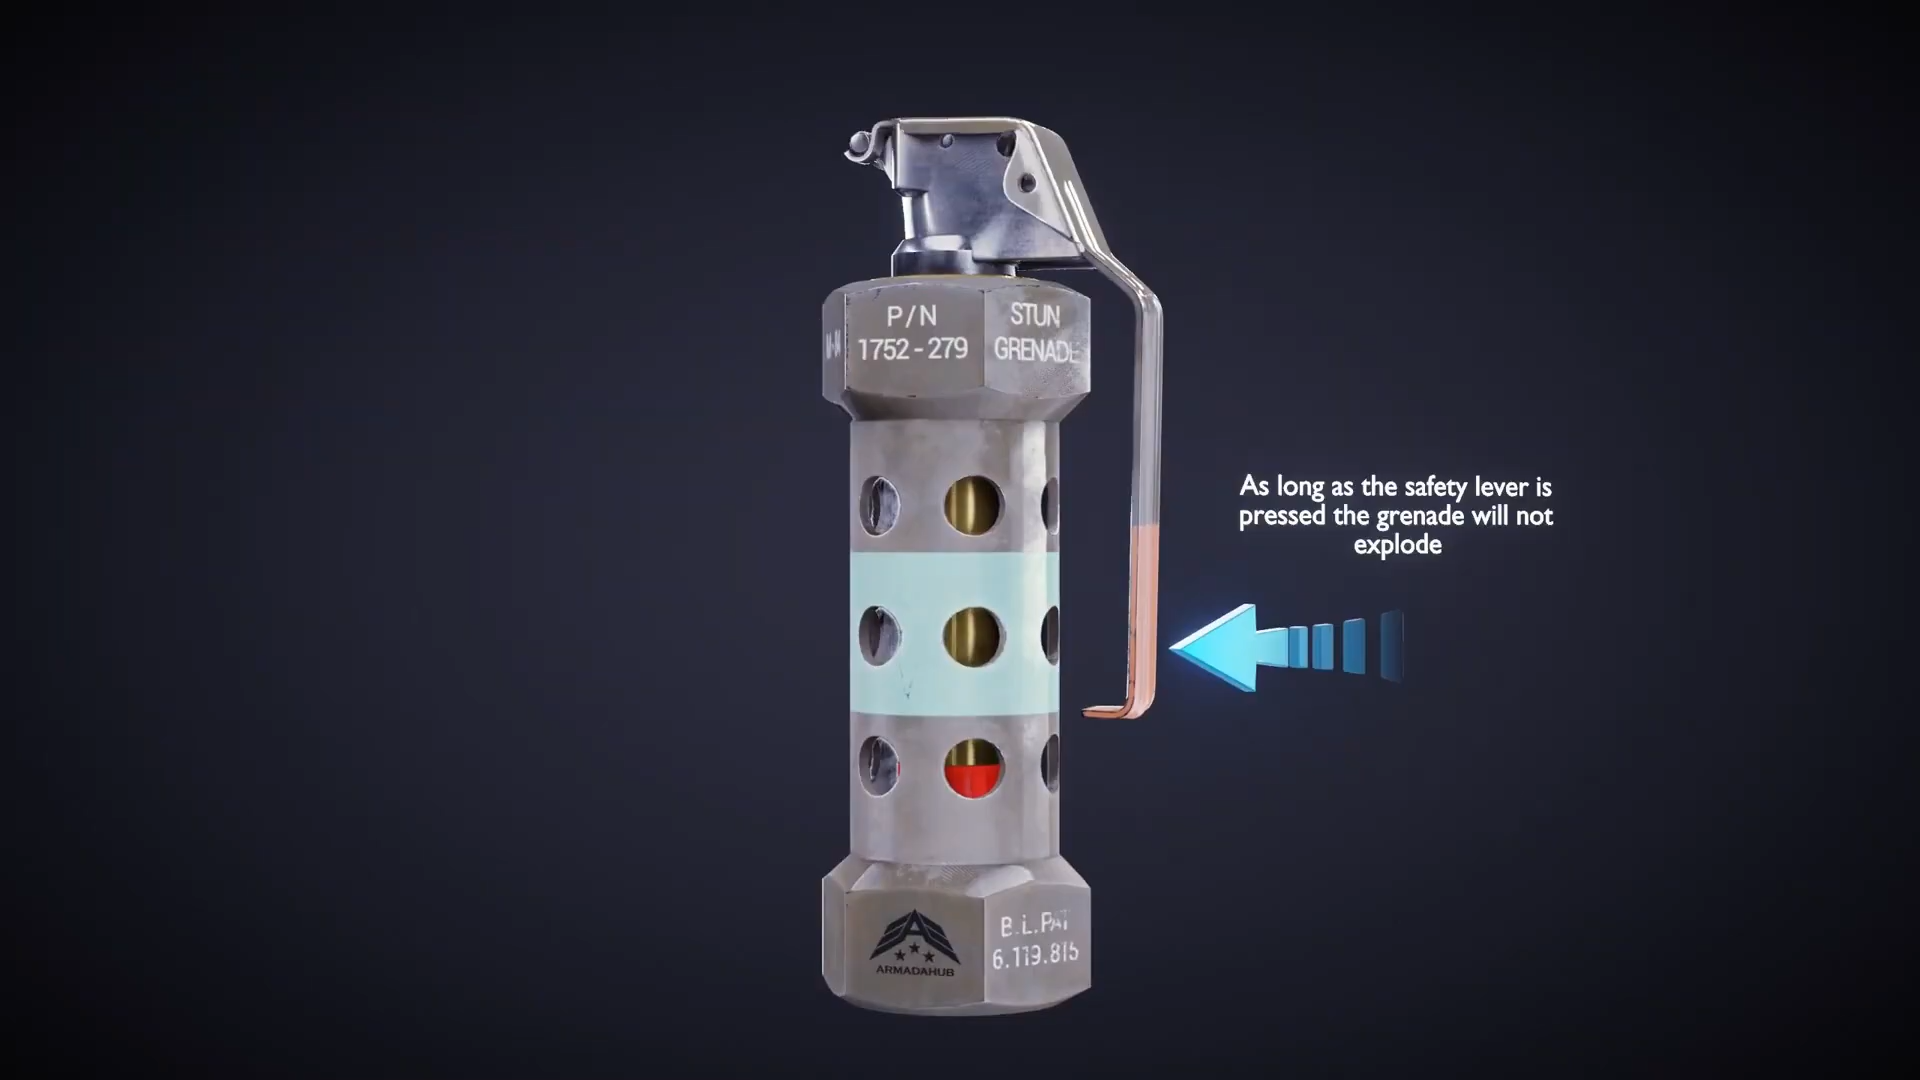 P/N
1752-279
STUN
GRENADE
As long as the safety lever is
pressed the grenade will not
explode
ARMADAHUB
B.L.PAT
6.119.815